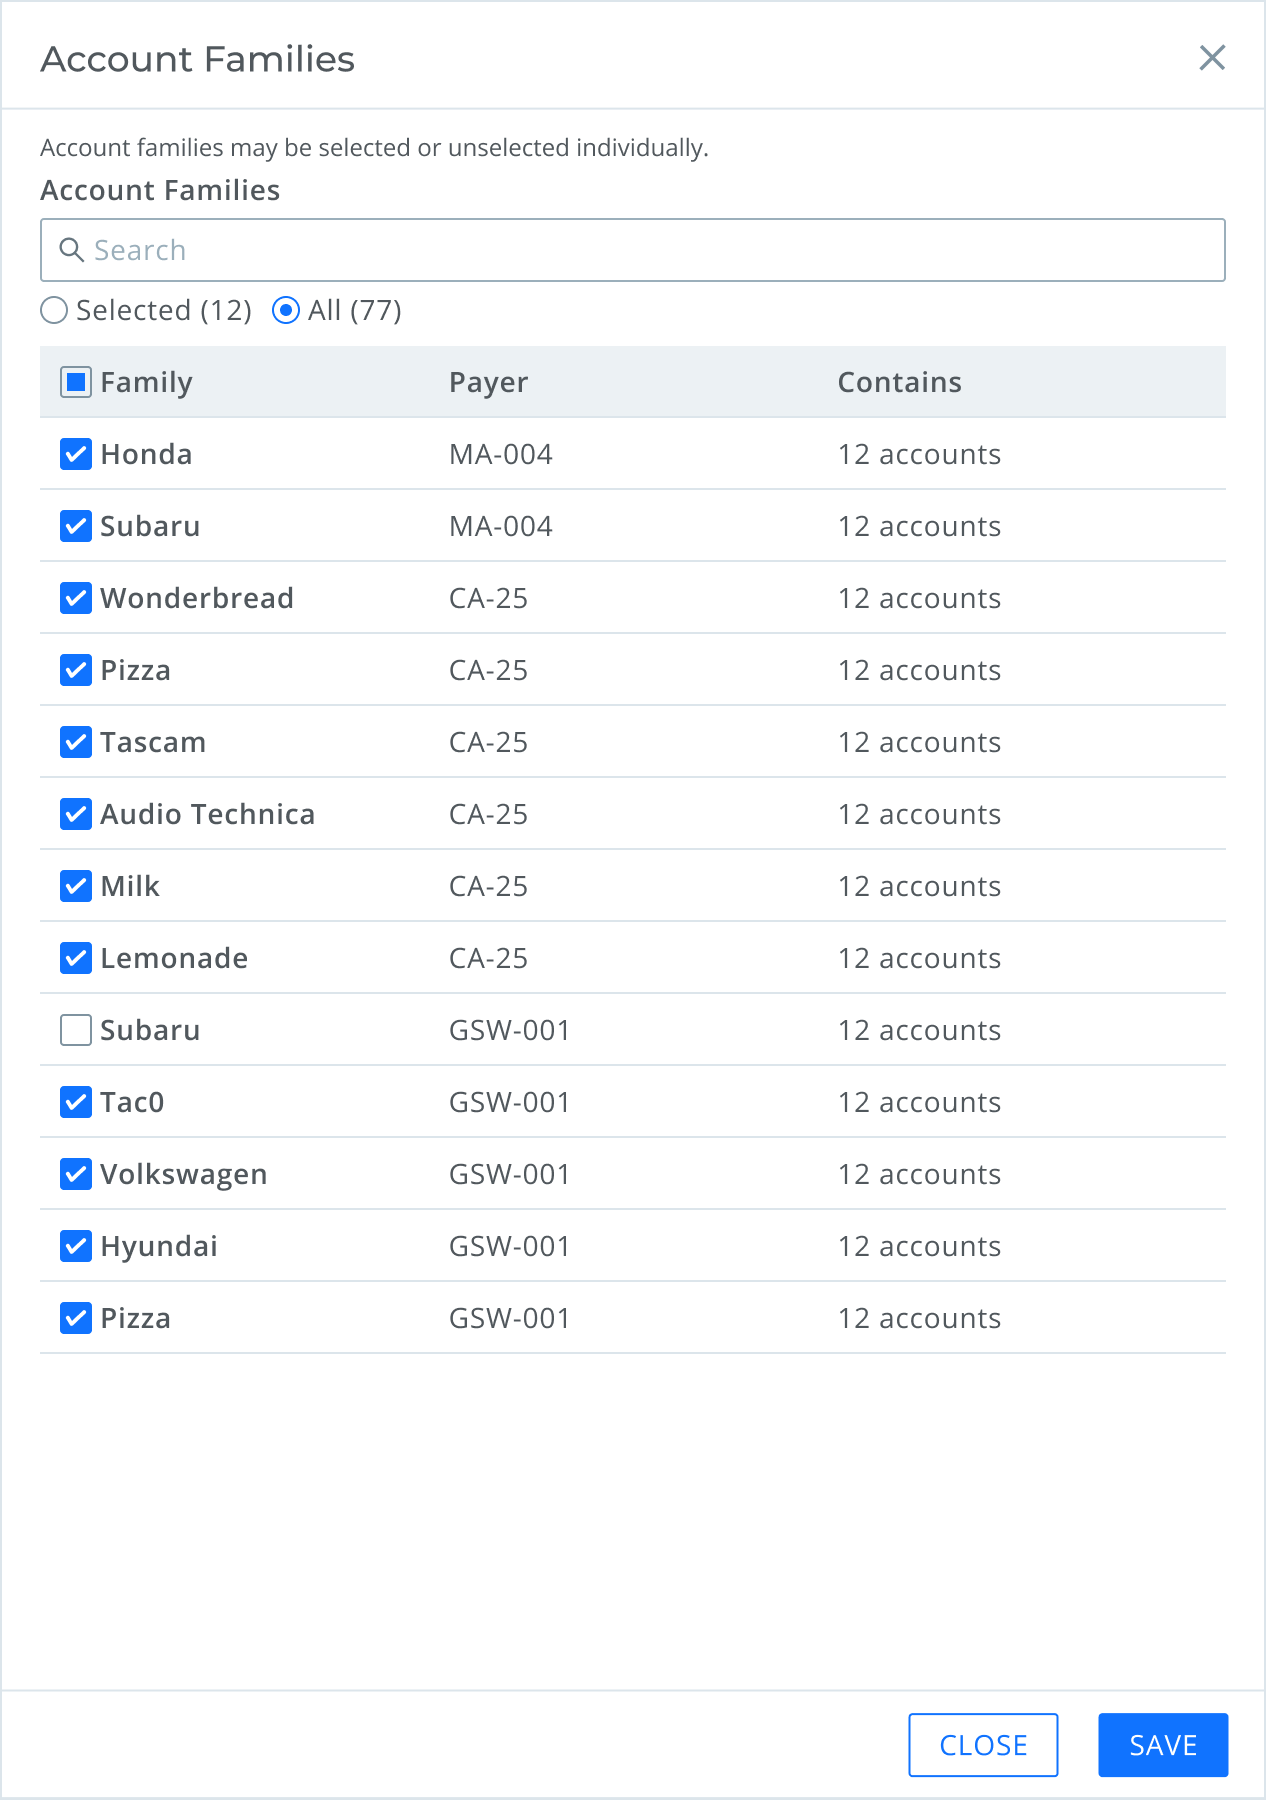 Account Families
Account families may be selected or unselected individually.
Account Families
Search
Selected (12) All (77)
Family Payer Contains
Honda MA-004 12 accounts
Subaru MA-004 12 accounts
Wonderbread CA-25 12 accounts
Pizza CA-25 12 accounts
Tascam CA-25 12 accounts
Audio Technica CA-25 12 accounts
Milk CA-25 12 accounts
Lemonade CA-25 12 accounts
Subaru GSW-001 12 accounts
Tac0 GSW-001 12 accounts
Volkswagen GSW-001 12 accounts
Hyundai GSW-001 12 accounts
Pizza GSW-001 12 accounts
CLOSE SAVE